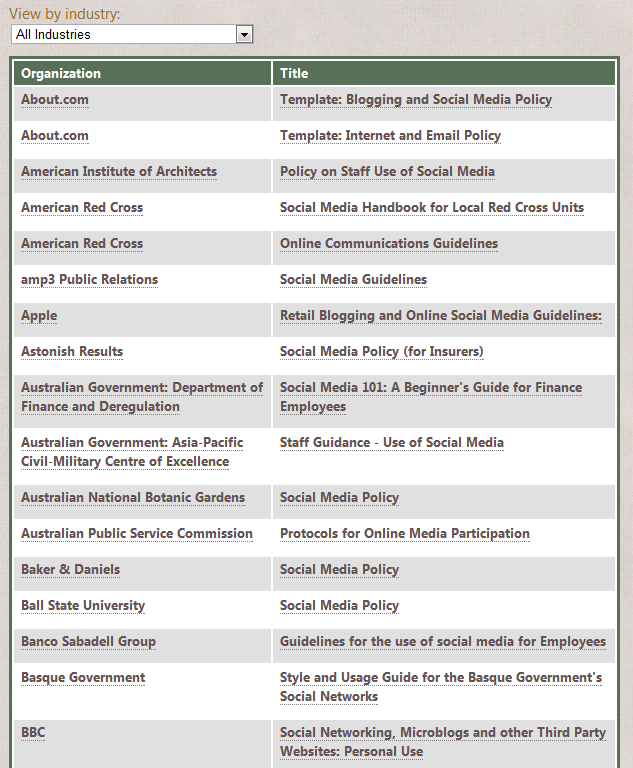 View by industry:
All Industries
Organization Title
About.com Template: Blogging and Social Media Policy
About.com Template: Internet and Email Policy
American Institute of Architects Policy on Staff Use of Social Media
American Red Cross Social Media Handbook for Local Red Cross Units
American Red Cross Online Communications Guidelines
amp3 Public Relations Social Media Guidelines
Apple Retail Blogging and Online Social Media Guidelines:
Astonish Results Social Media Policy (for Insurers)
Australian Government: Department of Social Media 101: A Beginner's Guide for Finance
Finance and Deregulation Employees
Australian Government: Asia-Pacific Staff Guidance - Use of Social Media
Civil-Military Centre of Excellence
Australian National Botanic Gardens Social Media Policy
Australian Public Service Commission Protocols for Online Media Participation
Baker & Daniels Social Media Policy
Ball State University Social Media Policy
Banco Sabadell Group Guidelines for the use of social media for Employees
Basque Government Style and Usage Guide for the Basque Government's
Social Networks
BBC Social Networking, Microblogs and other Third Party
Websites: Personal Use